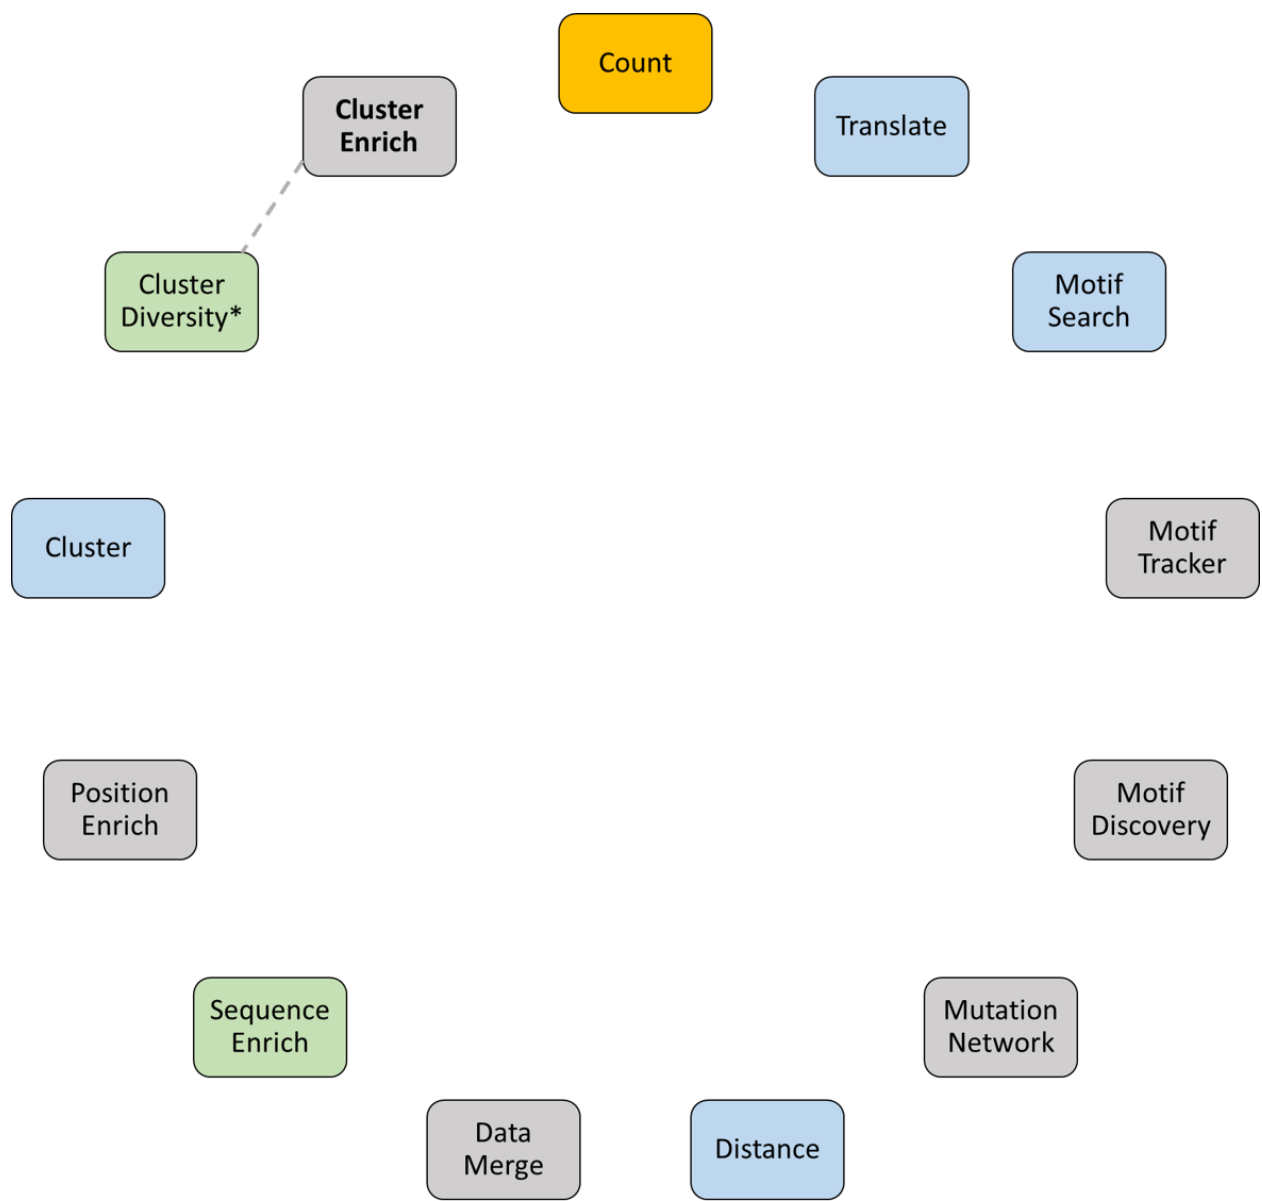 Count
Cluster
Enrich
Translate
Cluster
Diversity*
Motif
Search
Cluster
Motif
Tracker
Position
Enrich
Motif
Discovery
Sequence
Enrich
Mutation
Network
Data
Merge
Distance